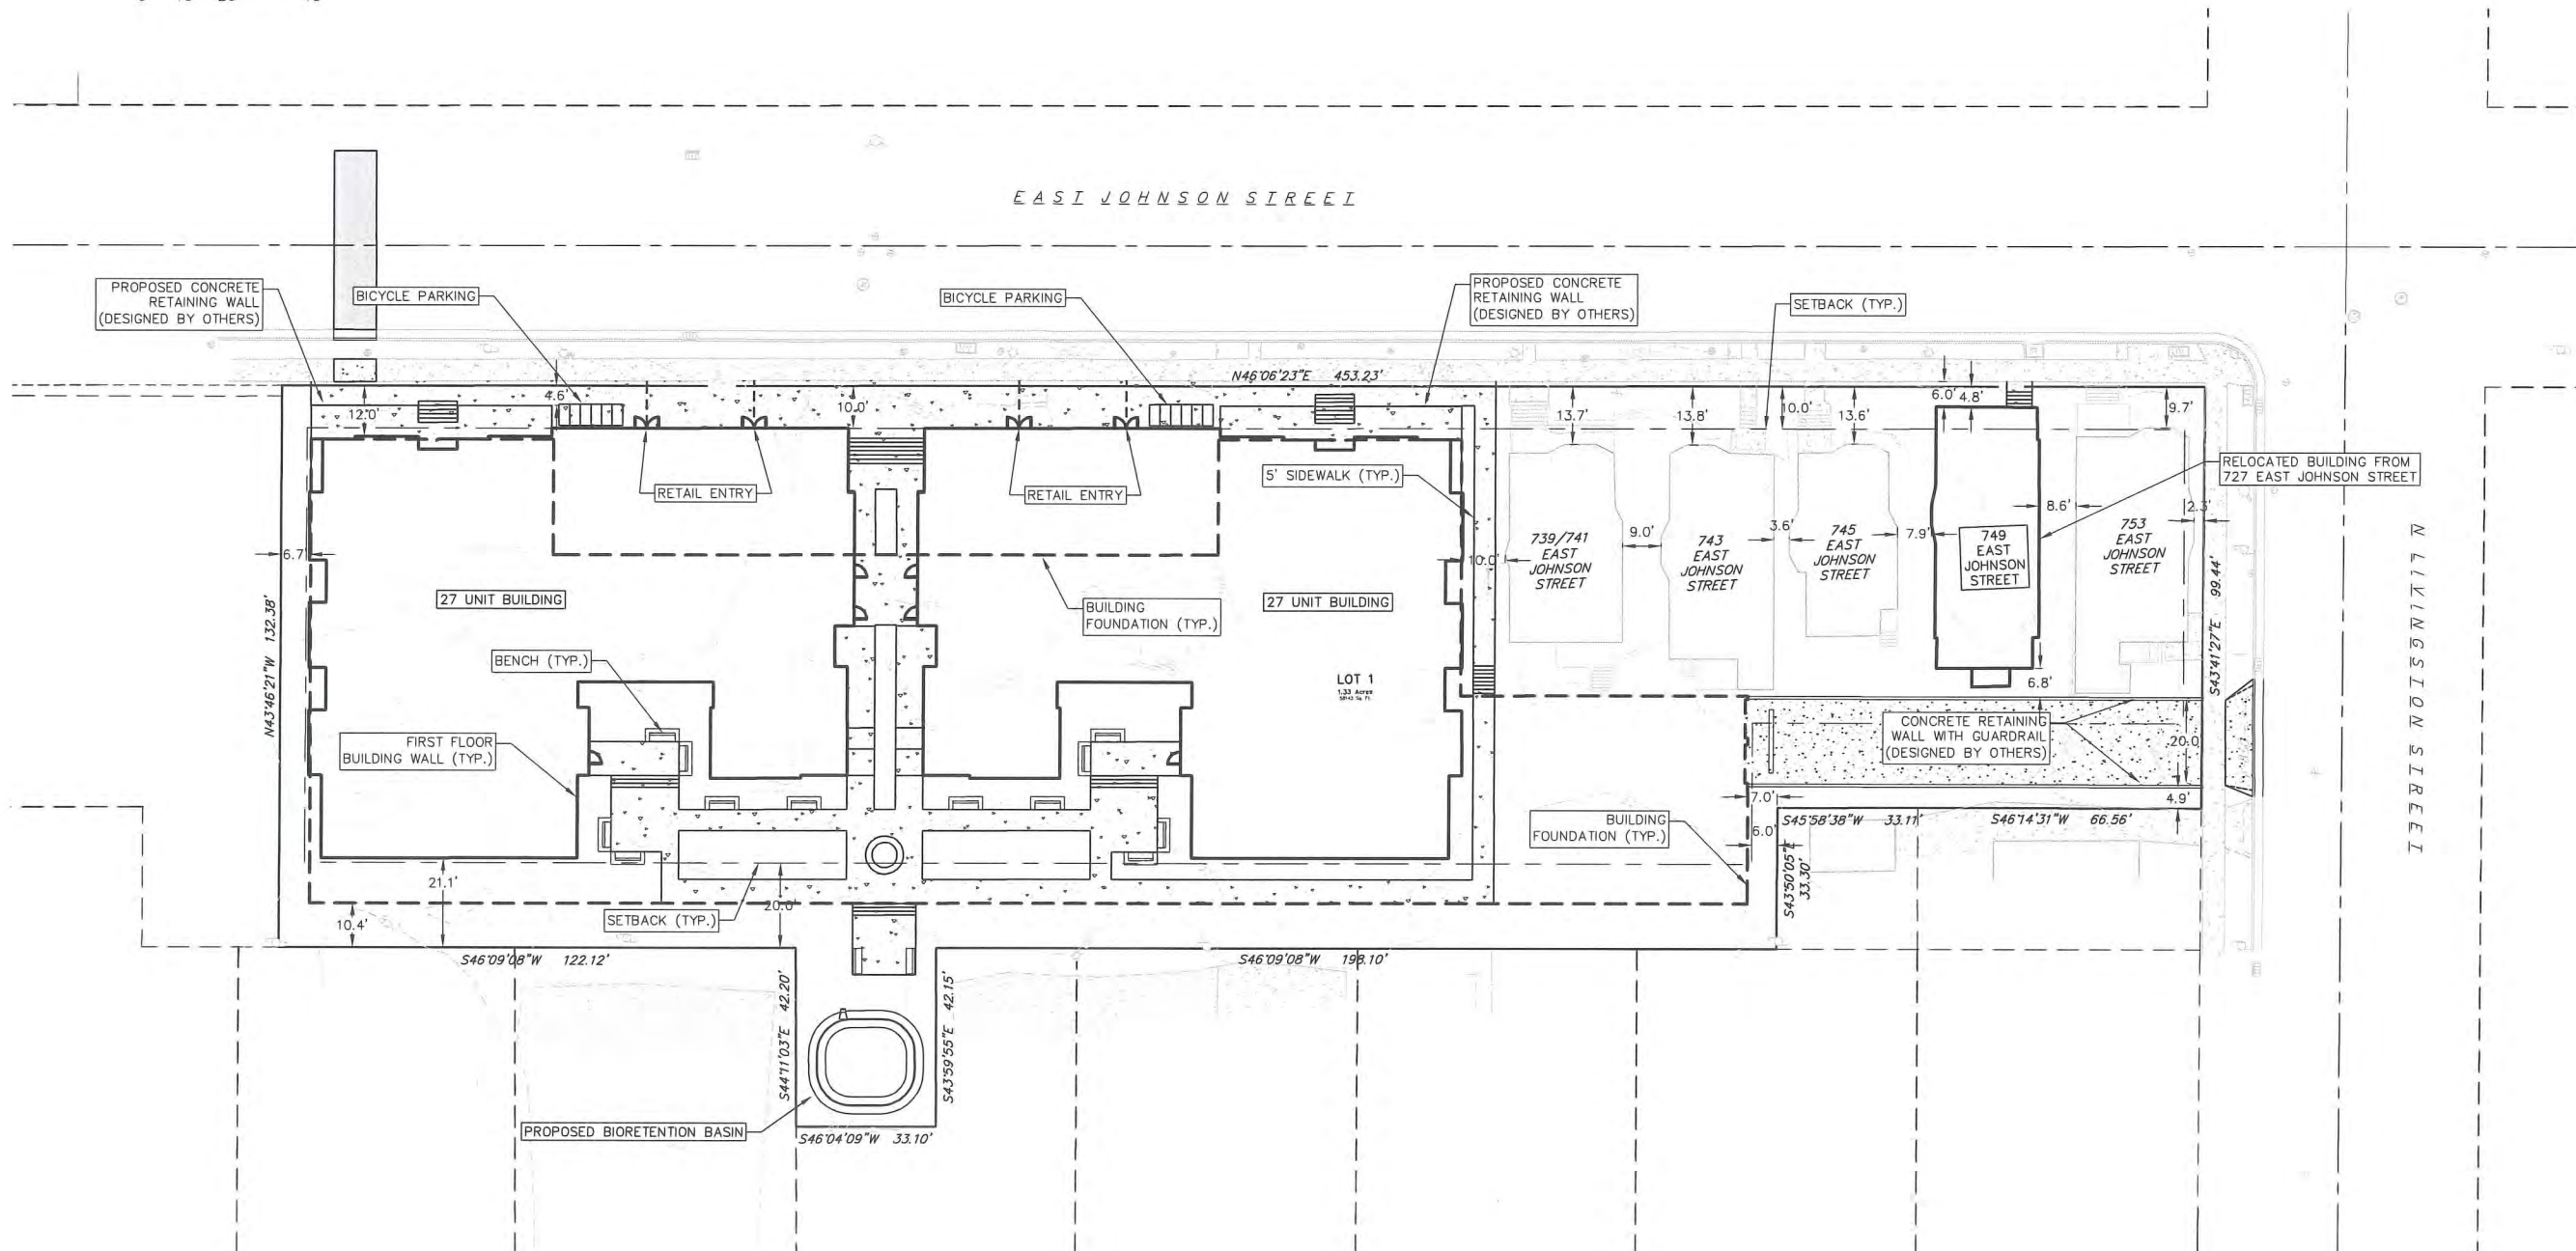 EAST JOHNSON STREET
PROPOSED CONCRETE
RETAINING WALL
(DESIGNED BY OTHERS)
BICYCLE PARKING
BICYCLE PARKING
PROPOSED CONCRETE
RETAINING WALL
(DESIGNED BY OTHERS)
SETBACK (TYP.)
N46°06'23"E 453.23'
12.0'
4.6'
10.0'
13.7'
13.8'
10.0'
13.6'
6.0'
4.8'
9.7'
RETAIL ENTRY
RETAIL ENTRY
5' SIDEWALK (TYP.)
RELOCATED BUILDING FROM
727 EAST JOHNSON STREET
6.7'
10.0'
739/741
EAST
JOHNSON
STREET
9.0'
743
EAST
JOHNSON
STREET
3.6'
745
EAST
JOHNSON
STREET
7.9'
749
EAST
JOHNSON
STREET
8.6'
753
EAST
JOHNSON
STREET
N LIVINGSTON STREET
27 UNIT BUILDING
BUILDING
FOUNDATION (TYP.)
27 UNIT BUILDING
N43°46'21"W 132.38'
S43°41'27"E 99.44'
BENCH (TYP.)
LOT 1
1.33 Acres
6.8'
FIRST FLOOR
BUILDING WALL (TYP.)
CONCRETE RETAINING
WALL WITH GUARDRAIL
(DESIGNED BY OTHERS)
20.0'
7.0'
4.9'
BUILDING
FOUNDATION (TYP.)
6.0'
S45°58'38"W 33.11'
S46°14'31"W 66.56'
S43°50'05"E
33.30'
21.1'
10.4'
SETBACK (TYP.)
20.0'
S46°09'08"W 122.12'
S46°09'08"W 198.10'
S44°11'03"E 42.20'
S43°59'55"E 42.15'
PROPOSED BIORETENTION BASIN
S46°04'09"W 33.10'